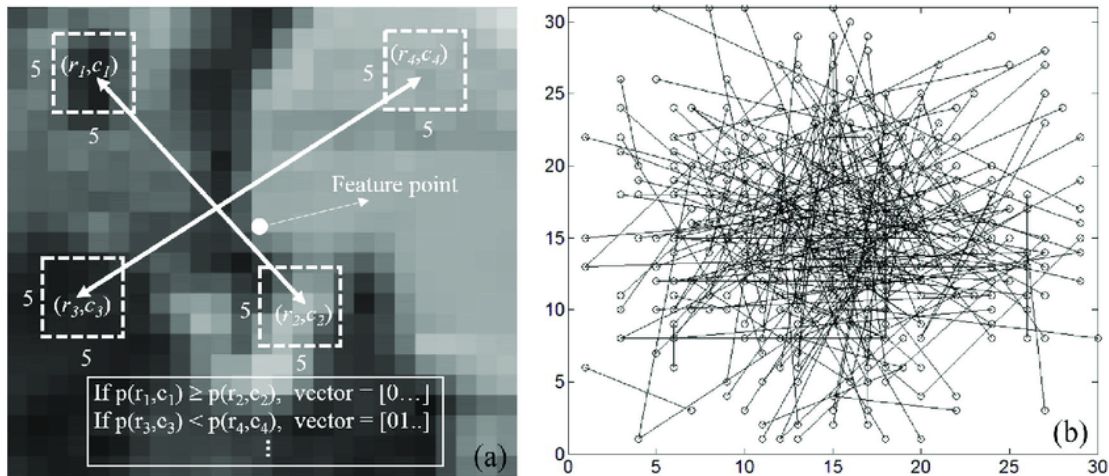 5 (r1,c1)
5
(r4,c4)
5
5
Feature point
5 (r3,c3)
5
5 (r2,c2)
5
If p(r1,c1) ≥ p(r2,c2), vector = [0…]
If p(r3,c3) < p(r4,c4), vector = [01..]
⋮
(a)
30
25
20
15
10
5
0
0 5 10 15 20 25 30
(b)